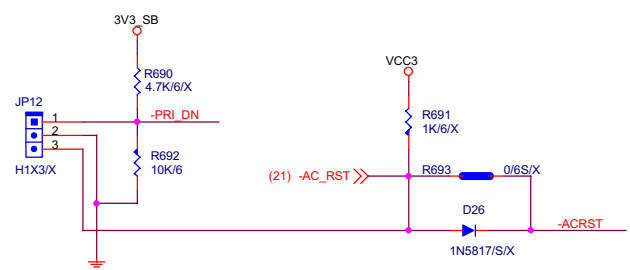 3V3_SB
R690
4.7K/6/X
VCC3
JP12
1
2
3
H1X3/X
-PRI_DN
R691
1K/6/X
R692
10K/6
(21) -AC_RST
R693
0/6S/X
D26
1N5817/S/X
-ACRST